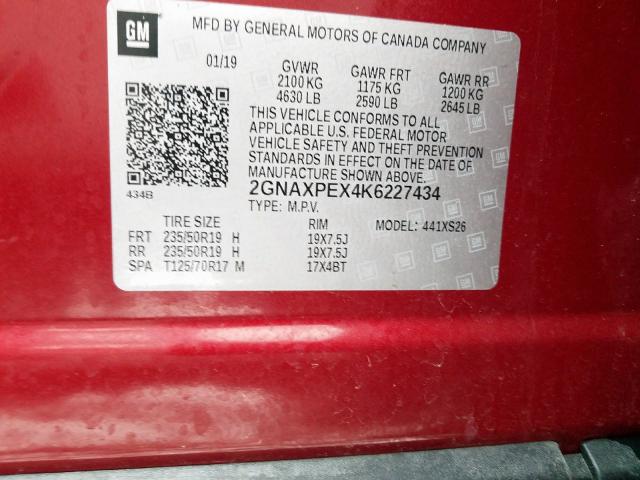 GM
MFD BY GENERAL MOTORS OF CANADA COMPANY
01/19 GVWR GAWR FRT GAWR RR
2100 KG 1175 KG 1200 KG
4630 LB 2590 LB 2645 LB
THIS VEHICLE CONFORMS TO ALL
APPLICABLE U.S. FEDERAL MOTOR
VEHICLE SAFETY AND THEFT PREVENTION
STANDARDS IN EFFECT ON THE DATE OF
MANUFACTURE SHOWN ABOVE.
434B 2GNAXPEX4K6227434
TYPE: M.P.V.
TIRE SIZE RIM MODEL: 441XS26
FRT 235/50R19 H 19X7.5J
RR 235/50R19 H 19X7.5J
SPA T125/70R17 M 17X4BT